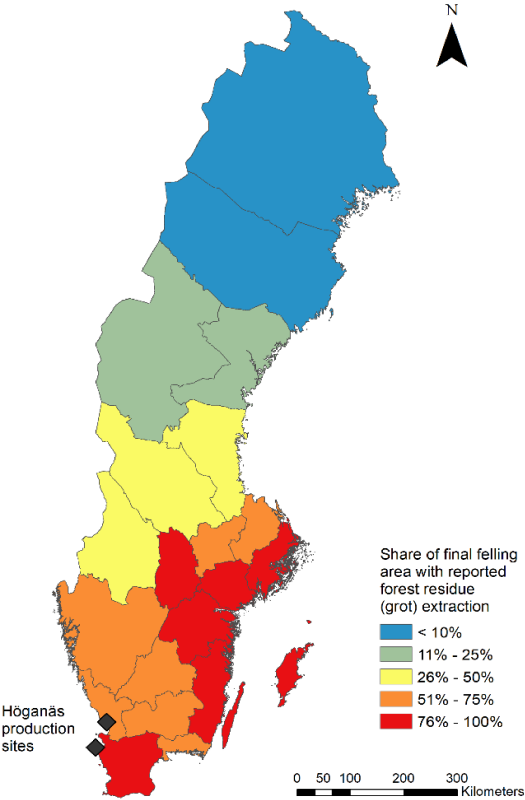 N
Share of final felling
area with reported
forest residue
(grot) extraction
< 10%
11% - 25%
26% - 50%
51% - 75%
76% - 100%
Höganäs
production
sites
0 50 100 200 300
Kilometers